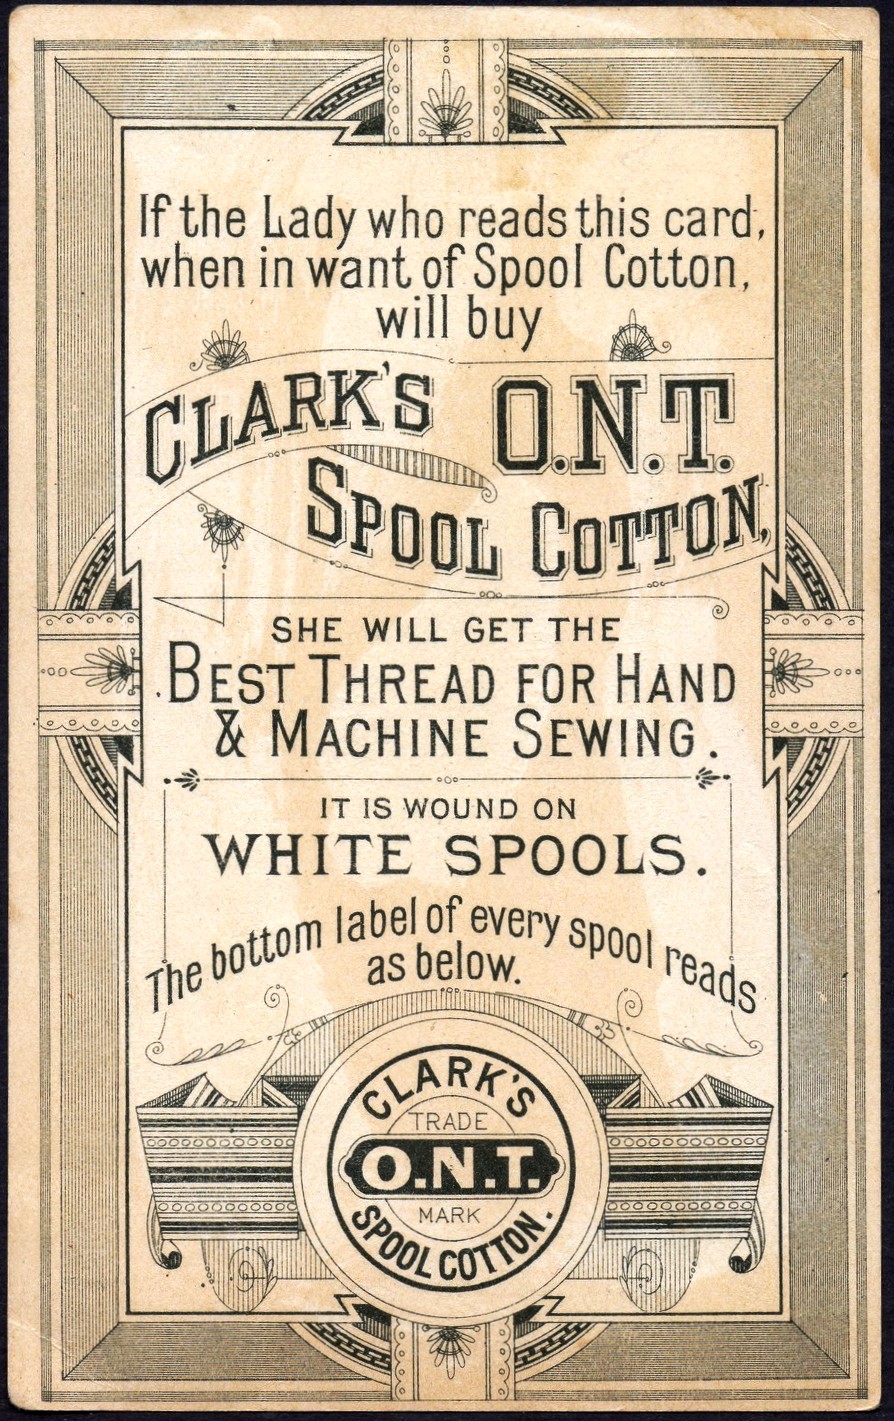 If the Lady who reads this card,
when in want of Spool Cotton,
will buy
CLARK'S O.N.T.
SPOOL COTTON,
SHE WILL GET THE
BEST THREAD FOR HAND
& MACHINE SEWING.
IT IS WOUND ON
WHITE SPOOLS.
The bottom label of every spool reads
as below.
CLARK'S
TRADE
O.N.T.
MARK
SPOOL COTTON.